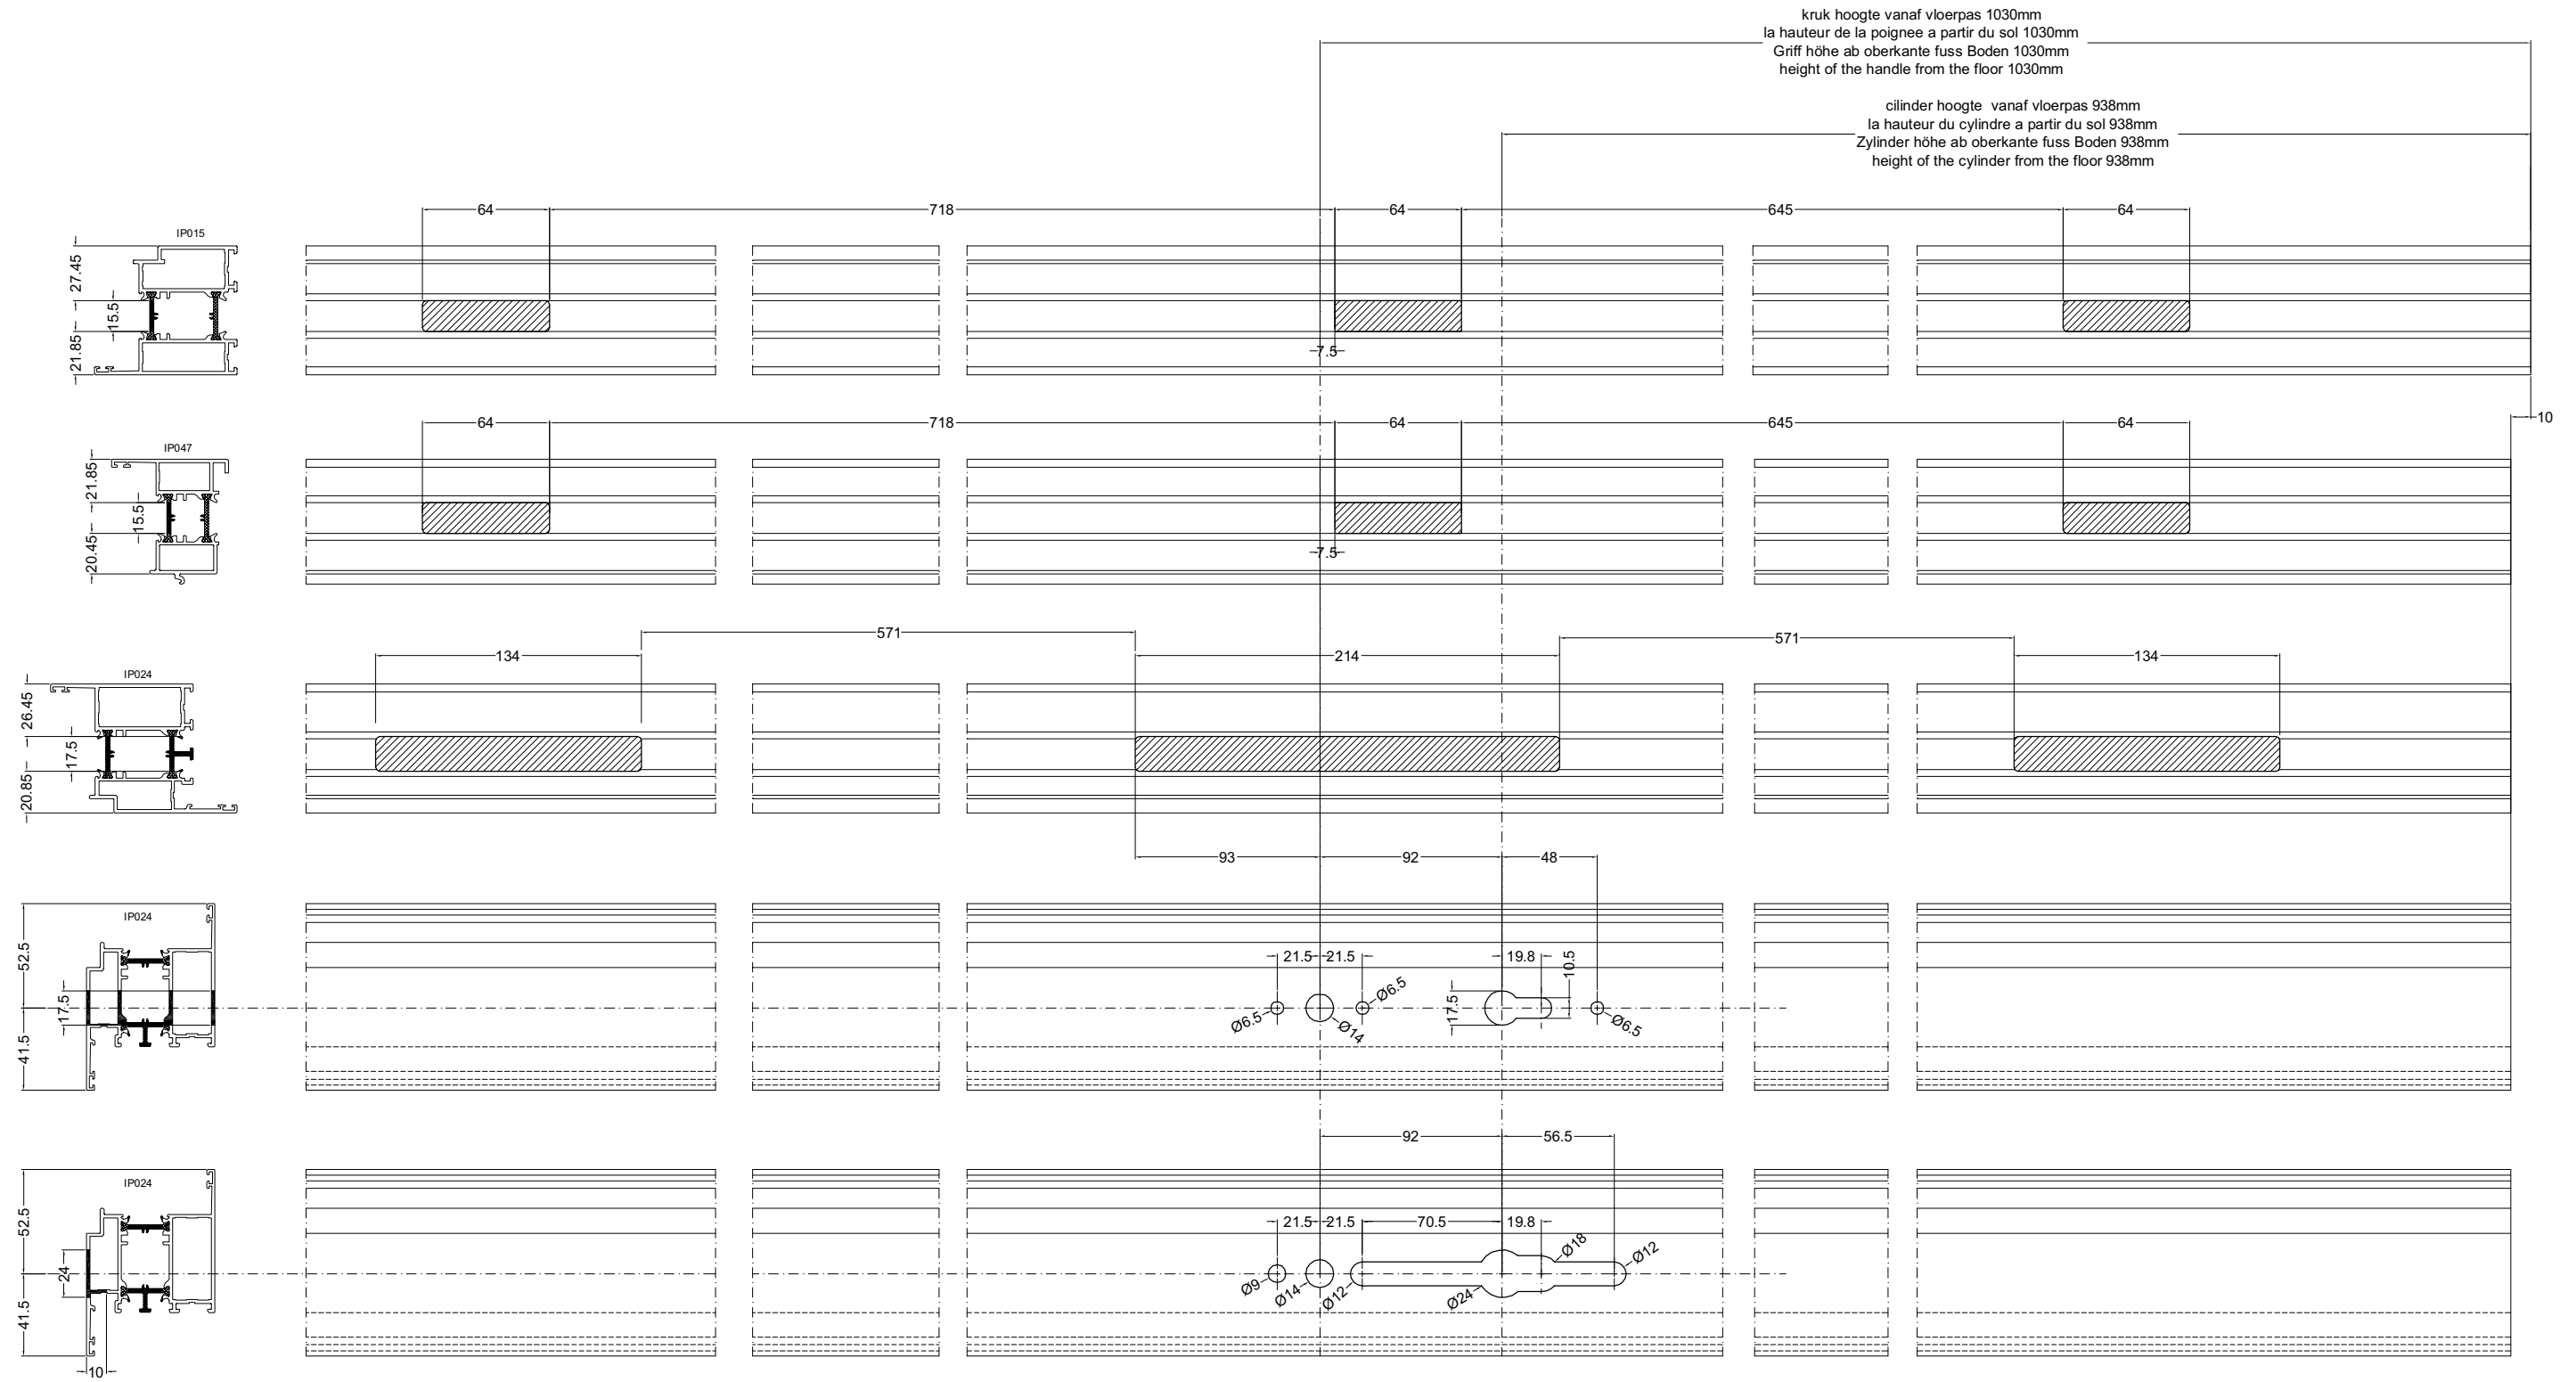 kruk hoogte vanaf vloerpas 1030mm
la hauteur de la poignee a partir du sol 1030mm
Griff höhe ab oberkante fuss Boden 1030mm
height of the handle from the floor 1030mm
cilinder hoogte  vanaf vloerpas 938mm
la hauteur du cylindre a partir du sol 938mm
Zylinder höhe ab oberkante fuss Boden 938mm
height of the cylinder from the floor 938mm
64 718 64 645 64
IP015
27.45
15.5
21.85
7.5
10
64 718 64 645 64
IP047
21.85
15.5
20.45
7.5
571 571
134 214 134
IP024
26.45
17.5
20.85
93 92 48
IP024
52.5
17.5
41.5
21.5 21.5 19.8
10.5
17.5
Ø6.5
Ø14
Ø6.5
Ø6.5
92 56.5
IP024
52.5
24
41.5
10
21.5 21.5 70.5 19.8
Ø18
Ø12
Ø9
Ø14
Ø12
Ø24